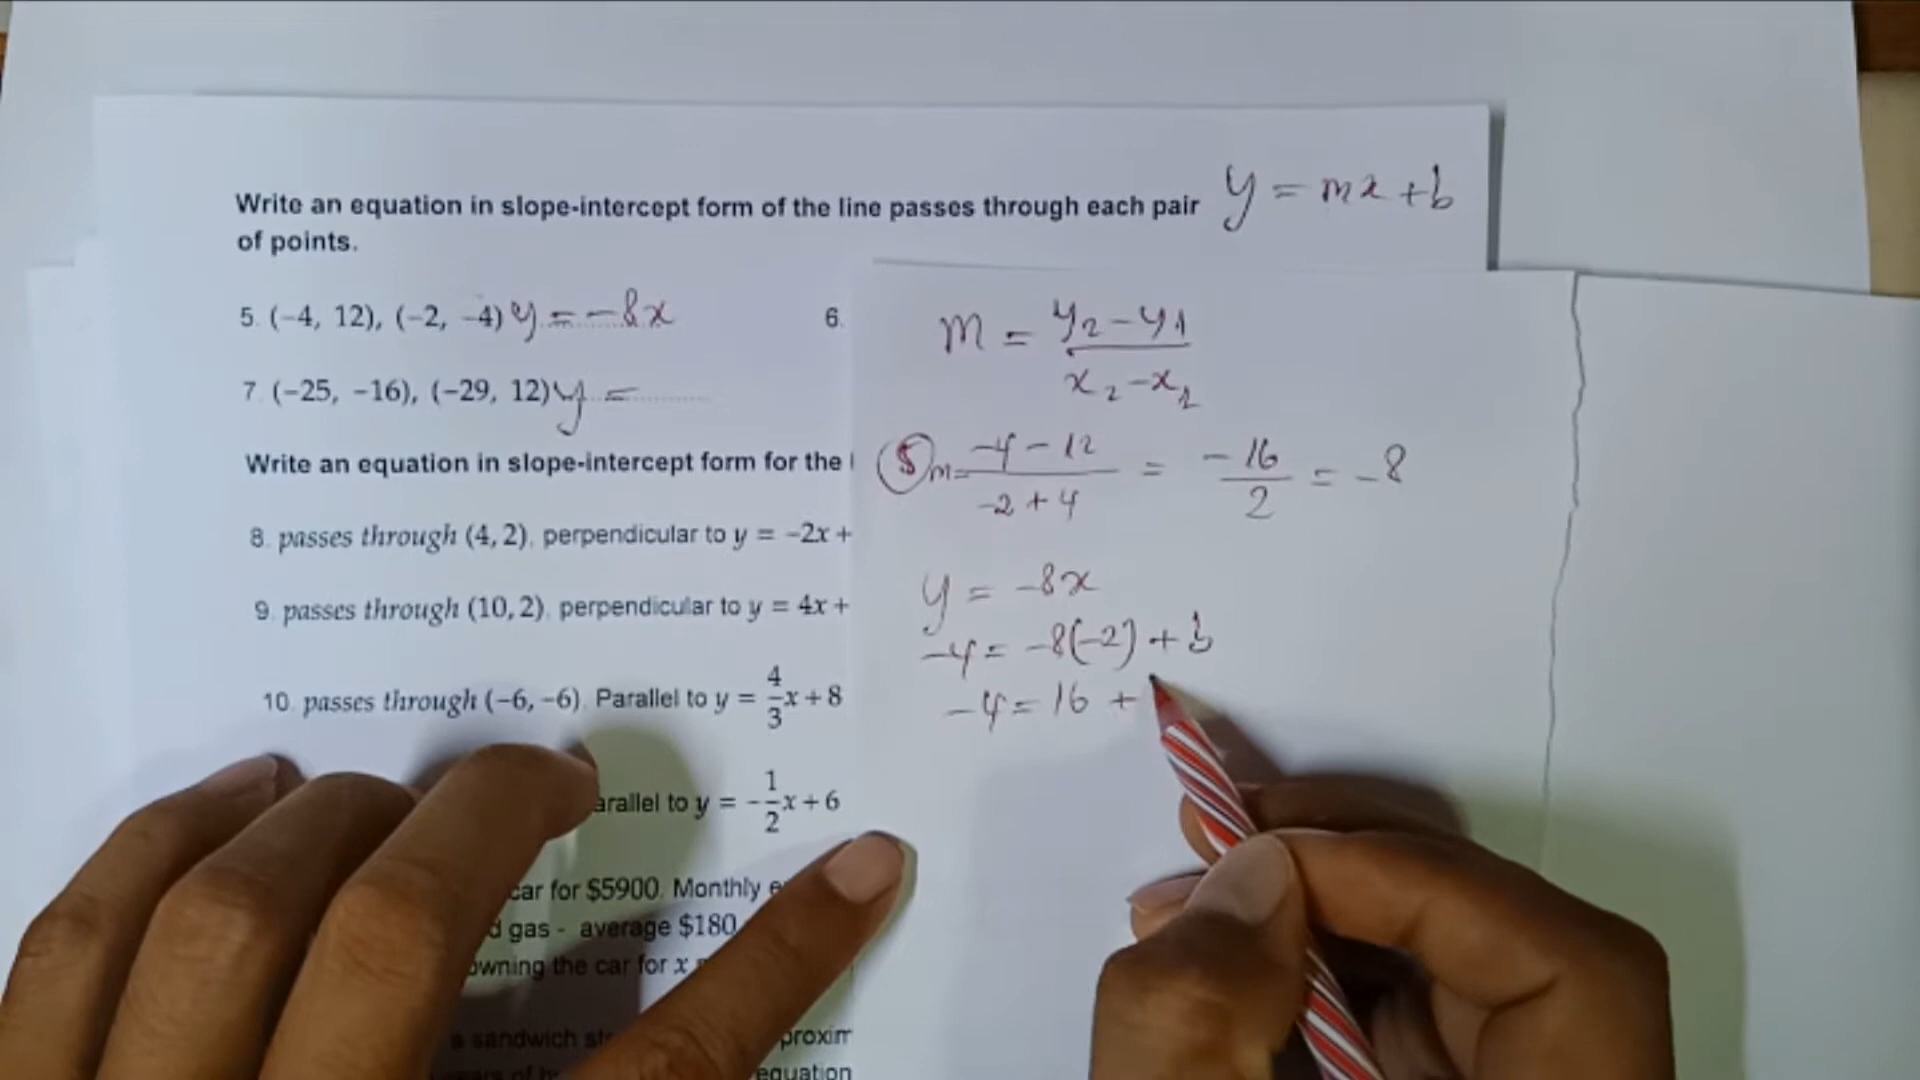 Write an equation in slope-intercept form of the line passes through each pair y = mx + b
of points.
5. (−4, 12), (−2, −4) y = −8x
6.
7. (−25, −16), (−29, 12) y =
Write an equation in slope-intercept form for the
8. passes through (4, 2), perpendicular to y = −2x +
9. passes through (10, 2), perpendicular to y = 4x +
10. passes through (−6, −6). Parallel to y = 4/3 x + 8
arallel to y = −1/2 x + 6
car for $5900. Monthly
gas - average $180
owning the car for x
a sandwich
equation
m = y2 − y1 / x2 − x1
5 m = −4 − 12 / −2 + 4 = −16 / 2 = −8
y = −8x
−4 = −8(−2) + b
−4 = 16 +